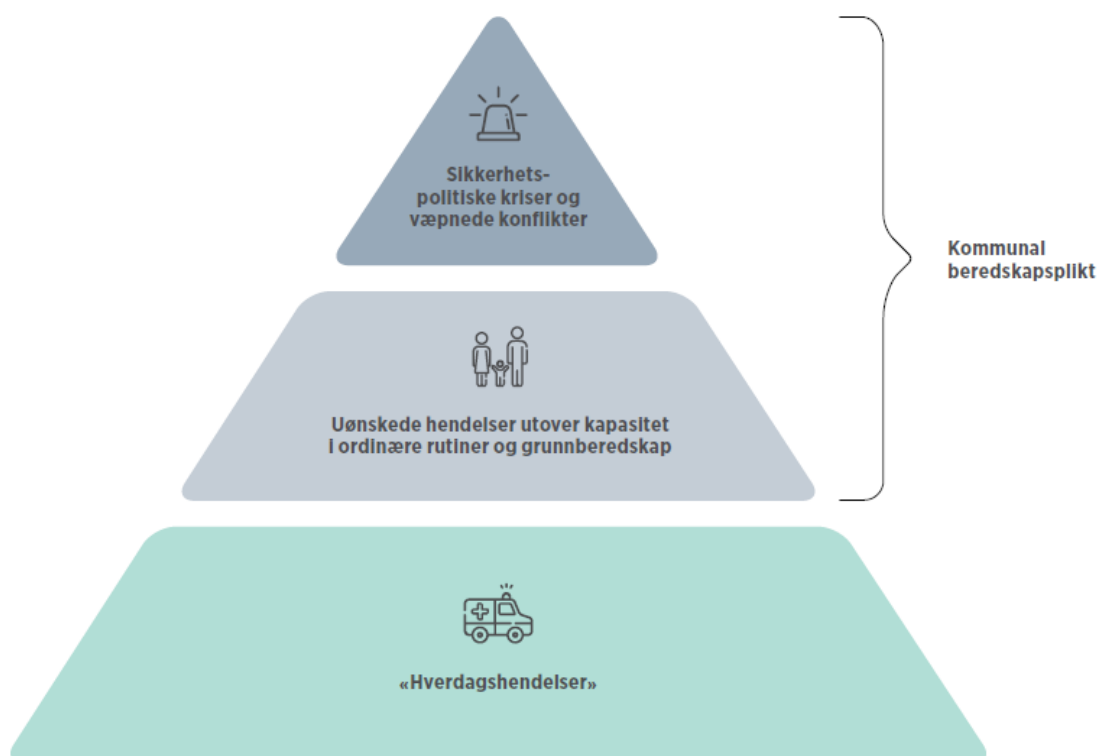 Sikkerhets-
politiske kriser og
væpnede konflikter
Kommunal
beredskapsplikt
Uønskede hendelser utover kapasitet
i ordinære rutiner og grunnberedskap
«Hverdagshendelser»